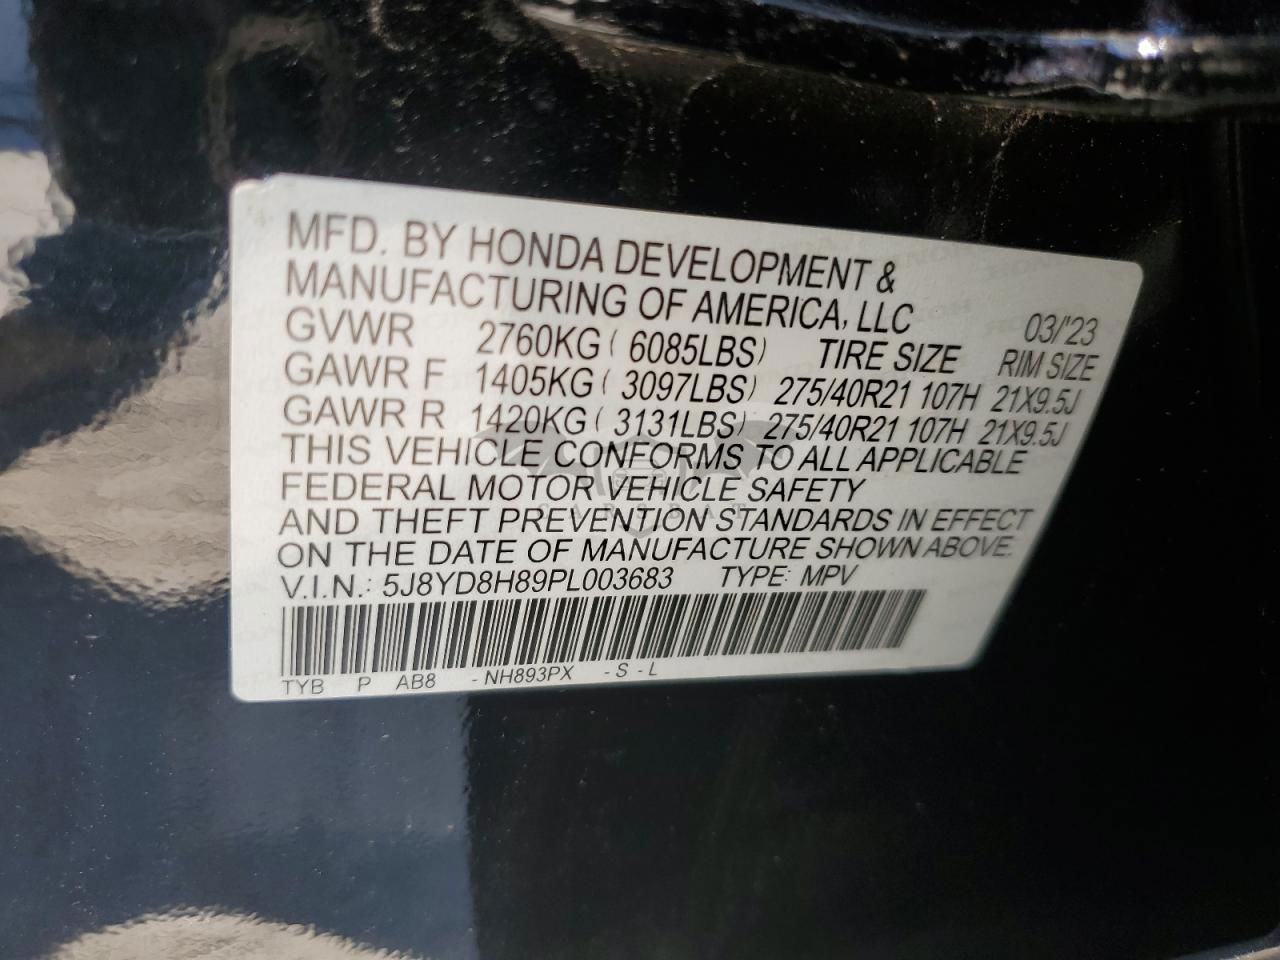 MFD. BY HONDA DEVELOPMENT &
MANUFACTURING OF AMERICA, LLC 03/'23
GVWR 2760KG ( 6085LBS) TIRE SIZE RIM SIZE
GAWR F 1405KG ( 3097LBS) 275/40R21 107H 21X9.5J
GAWR R 1420KG ( 3131LBS) 275/40R21 107H 21X9.5J
THIS VEHICLE CONFORMS TO ALL APPLICABLE
FEDERAL MOTOR VEHICLE SAFETY
AND THEFT PREVENTION STANDARDS IN EFFECT
ON THE DATE OF MANUFACTURE SHOWN ABOVE.
V.I.N.: 5J8YD8H89PL003683 TYPE: MPV
TYB P AB8 - NH893PX - S - L